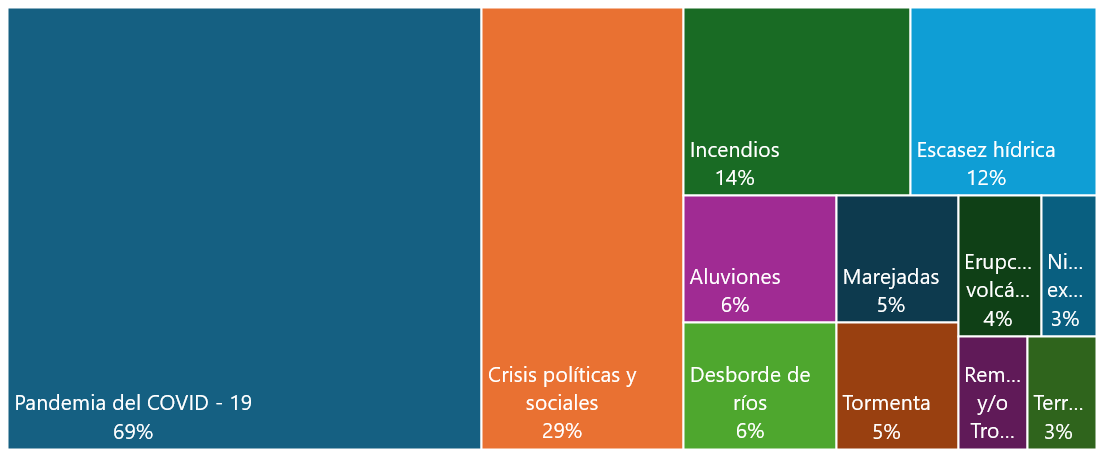 Pandemia del COVID - 19
69%
Crisis políticas y
sociales
29%
Incendios
14%
Escasez hídrica
12%
Aluviones
6%
Marejadas
5%
Erupc...
volcá...
4%
Ni...
ex...
3%
Desborde de
ríos
6%
Tormenta
5%
Rem...
y/o
Tro...
Terr...
3%